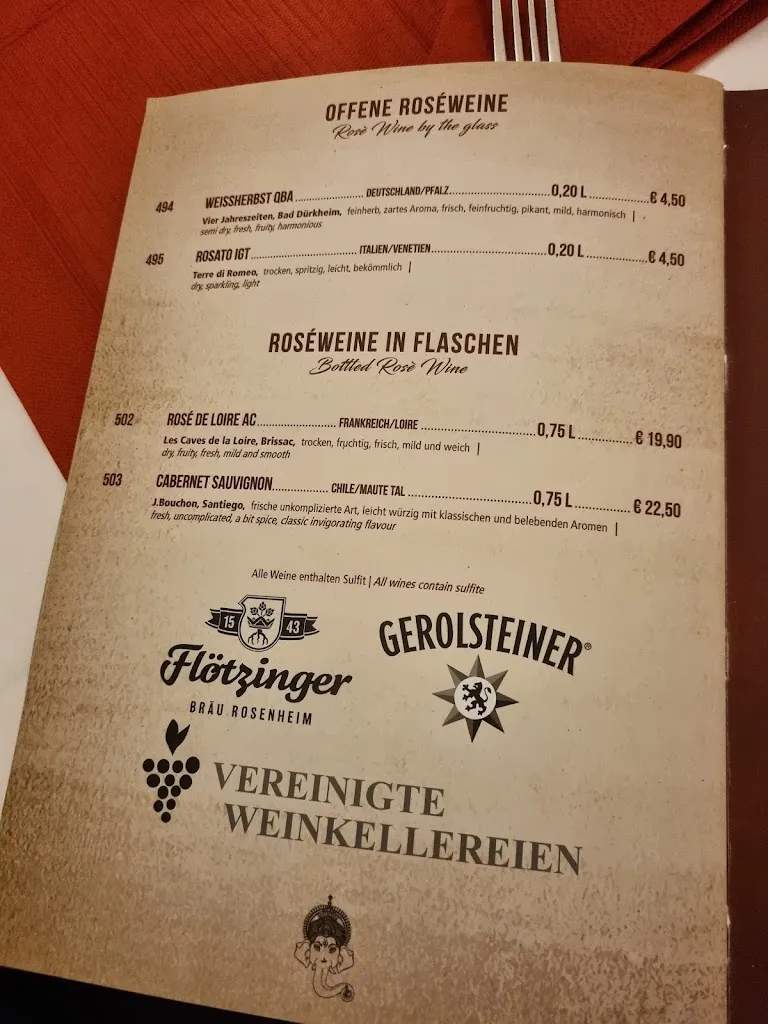 OFFENE ROSÉWEINE
Rosè Wine by the glass
494 WEISSHERBST QBA ........ DEUTSCHLAND/PFALZ ........ 0,20 L ........ € 4,50
Vier Jahreszeiten, Bad Dürkheim, feinherb, zartes Aroma, frisch, feinfruchtig, pikant, mild, harmonisch |
semi dry, fresh, fruity, harmonious
495 ROSATO IGT ........ ITALIEN/VENETIEN ........ 0,20 L ........ € 4,50
Terre di Romeo, trocken, spritzig, leicht, bekömmlich |
dry, sparkling, light
ROSÉWEINE IN FLASCHEN
Bottled Rosè Wine
502 ROSÉ DE LOIRE AC ........ FRANKREICH/LOIRE ........ 0,75 L ........ € 19,90
Les Caves de la Loire, Brissac, trocken, fruchtig, frisch, mild und weich |
dry, fruity, fresh, mild and smooth
503 CABERNET SAUVIGNON ........ CHILE/MAUTE TAL ........ 0,75 L ........ € 22,50
J.Bouchon, Santiego, frische unkomplizierte Art, leicht würzig mit klassischen und belebenden Aromen |
fresh, uncomplicated, a bit spice, classic invigorating flavour
Alle Weine enthalten Sulfit | All wines contain sulfite
15 43
Flötzinger
BRÄU ROSENHEIM
GEROLSTEINER®
VEREINIGTE
WEINKELLEREIEN